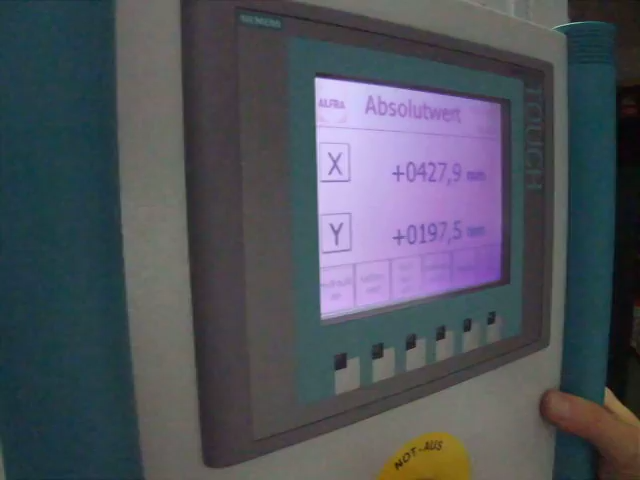 SIEMENS
TOUCH
ALFRA
Absolutwert
X +0427,9 mm
Y +0197,5 mm
NOT-AUS